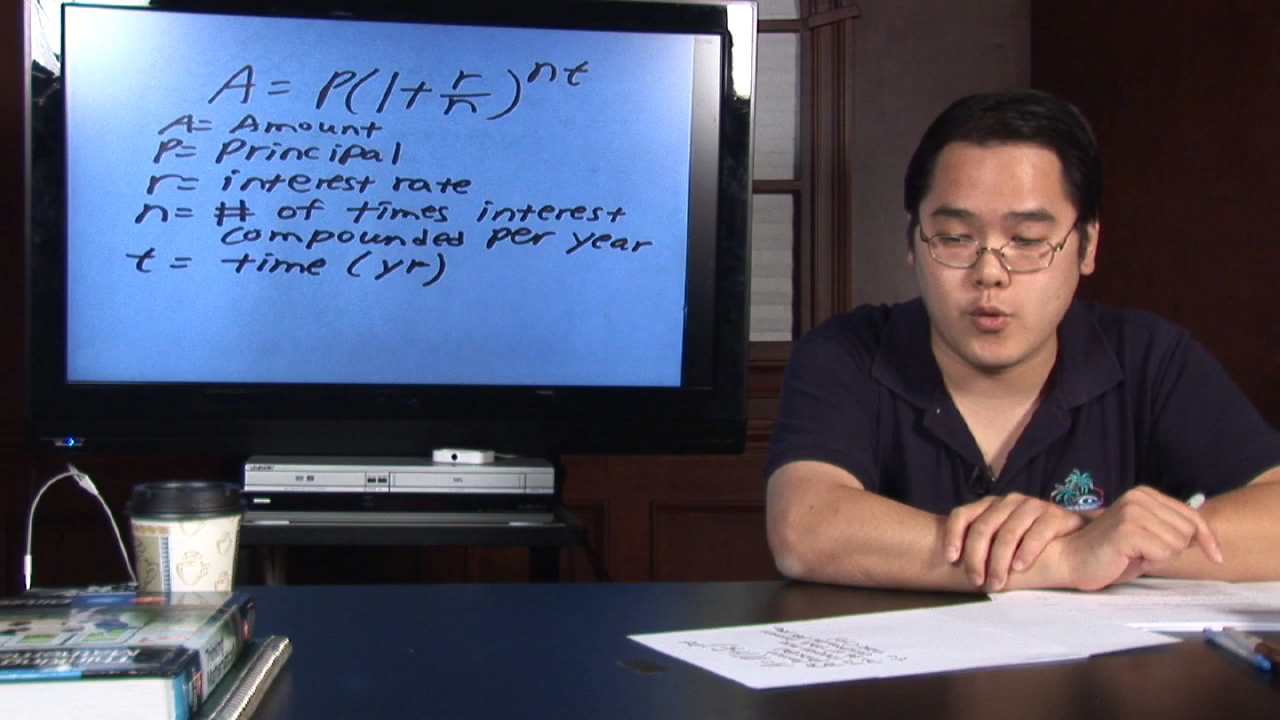 A = P(1 + r/n)^nt
A = Amount
P = Principal
r = interest rate
n = # of times interest
compounded per year
t = time (yr)